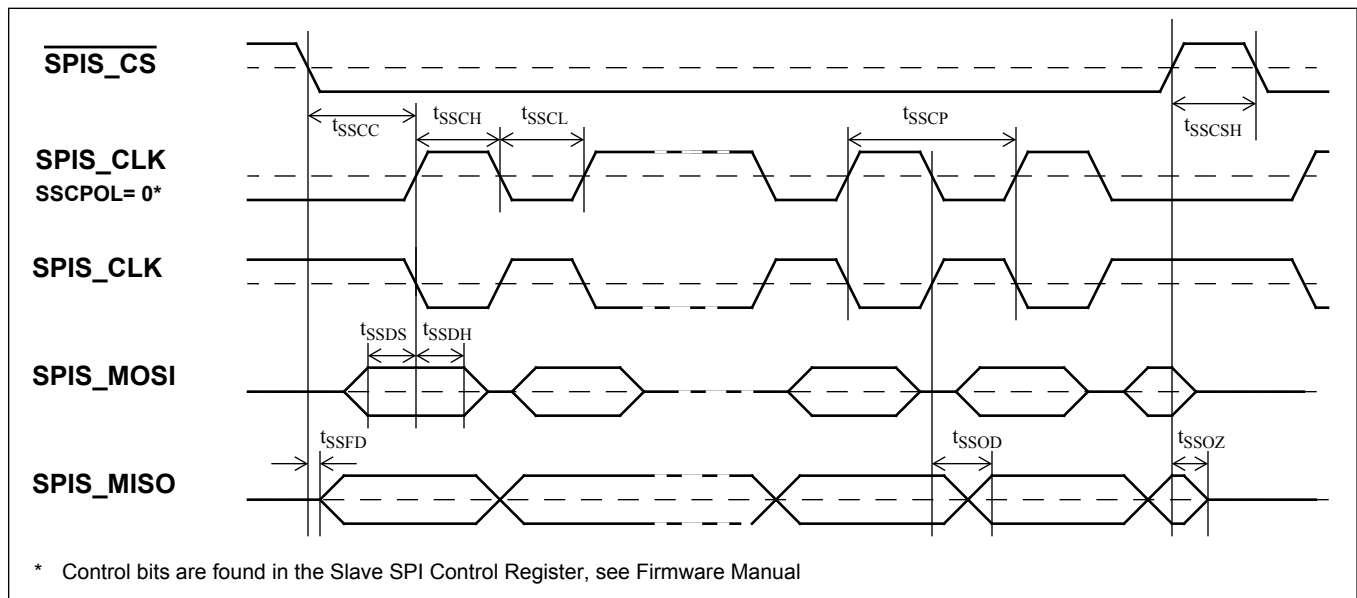 SPIS_CS
tSSCC
tSSCH
tSSCL
tSSCP
tSSCSH
SPIS_CLK
SSCPOL= 0*
SPIS_CLK
tSSDS
tSSDH
SPIS_MOSI
tSSFD
tSSOD
tSSOZ
SPIS_MISO
* Control bits are found in the Slave SPI Control Register, see Firmware Manual